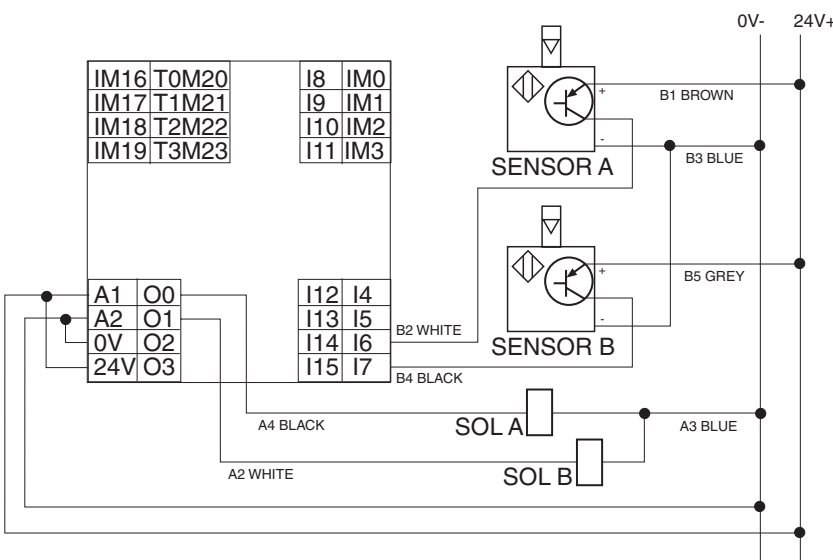 0V- 24V+
IM16 T0M20 I8 IM0
IM17 T1M21 I9 IM1
IM18 T2M22 I10 IM2
IM19 T3M23 I11 IM3
+
B1 BROWN
-
B3 BLUE
SENSOR A
+
B5 GREY
-
SENSOR B
A1 O0 I12 I4
A2 O1 I13 I5
0V O2 I14 I6
24V O3 I15 I7
B2 WHITE
B4 BLACK
A4 BLACK
SOL A
A3 BLUE
A2 WHITE
SOL B